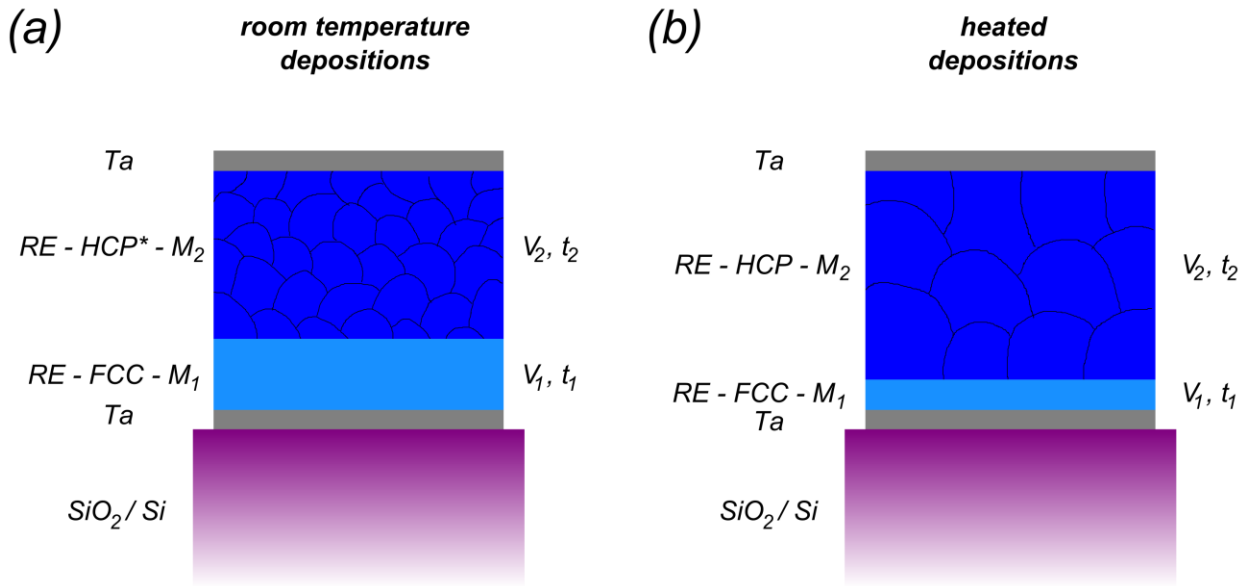 (a)
room temperature
depositions
Ta
RE - HCP* - M₂
V₂, t₂
RE - FCC - M₁
V₁, t₁
Ta
SiO₂ / Si
(b)
heated
depositions
Ta
RE - HCP - M₂
V₂, t₂
RE - FCC - M₁
V₁, t₁
Ta
SiO₂ / Si